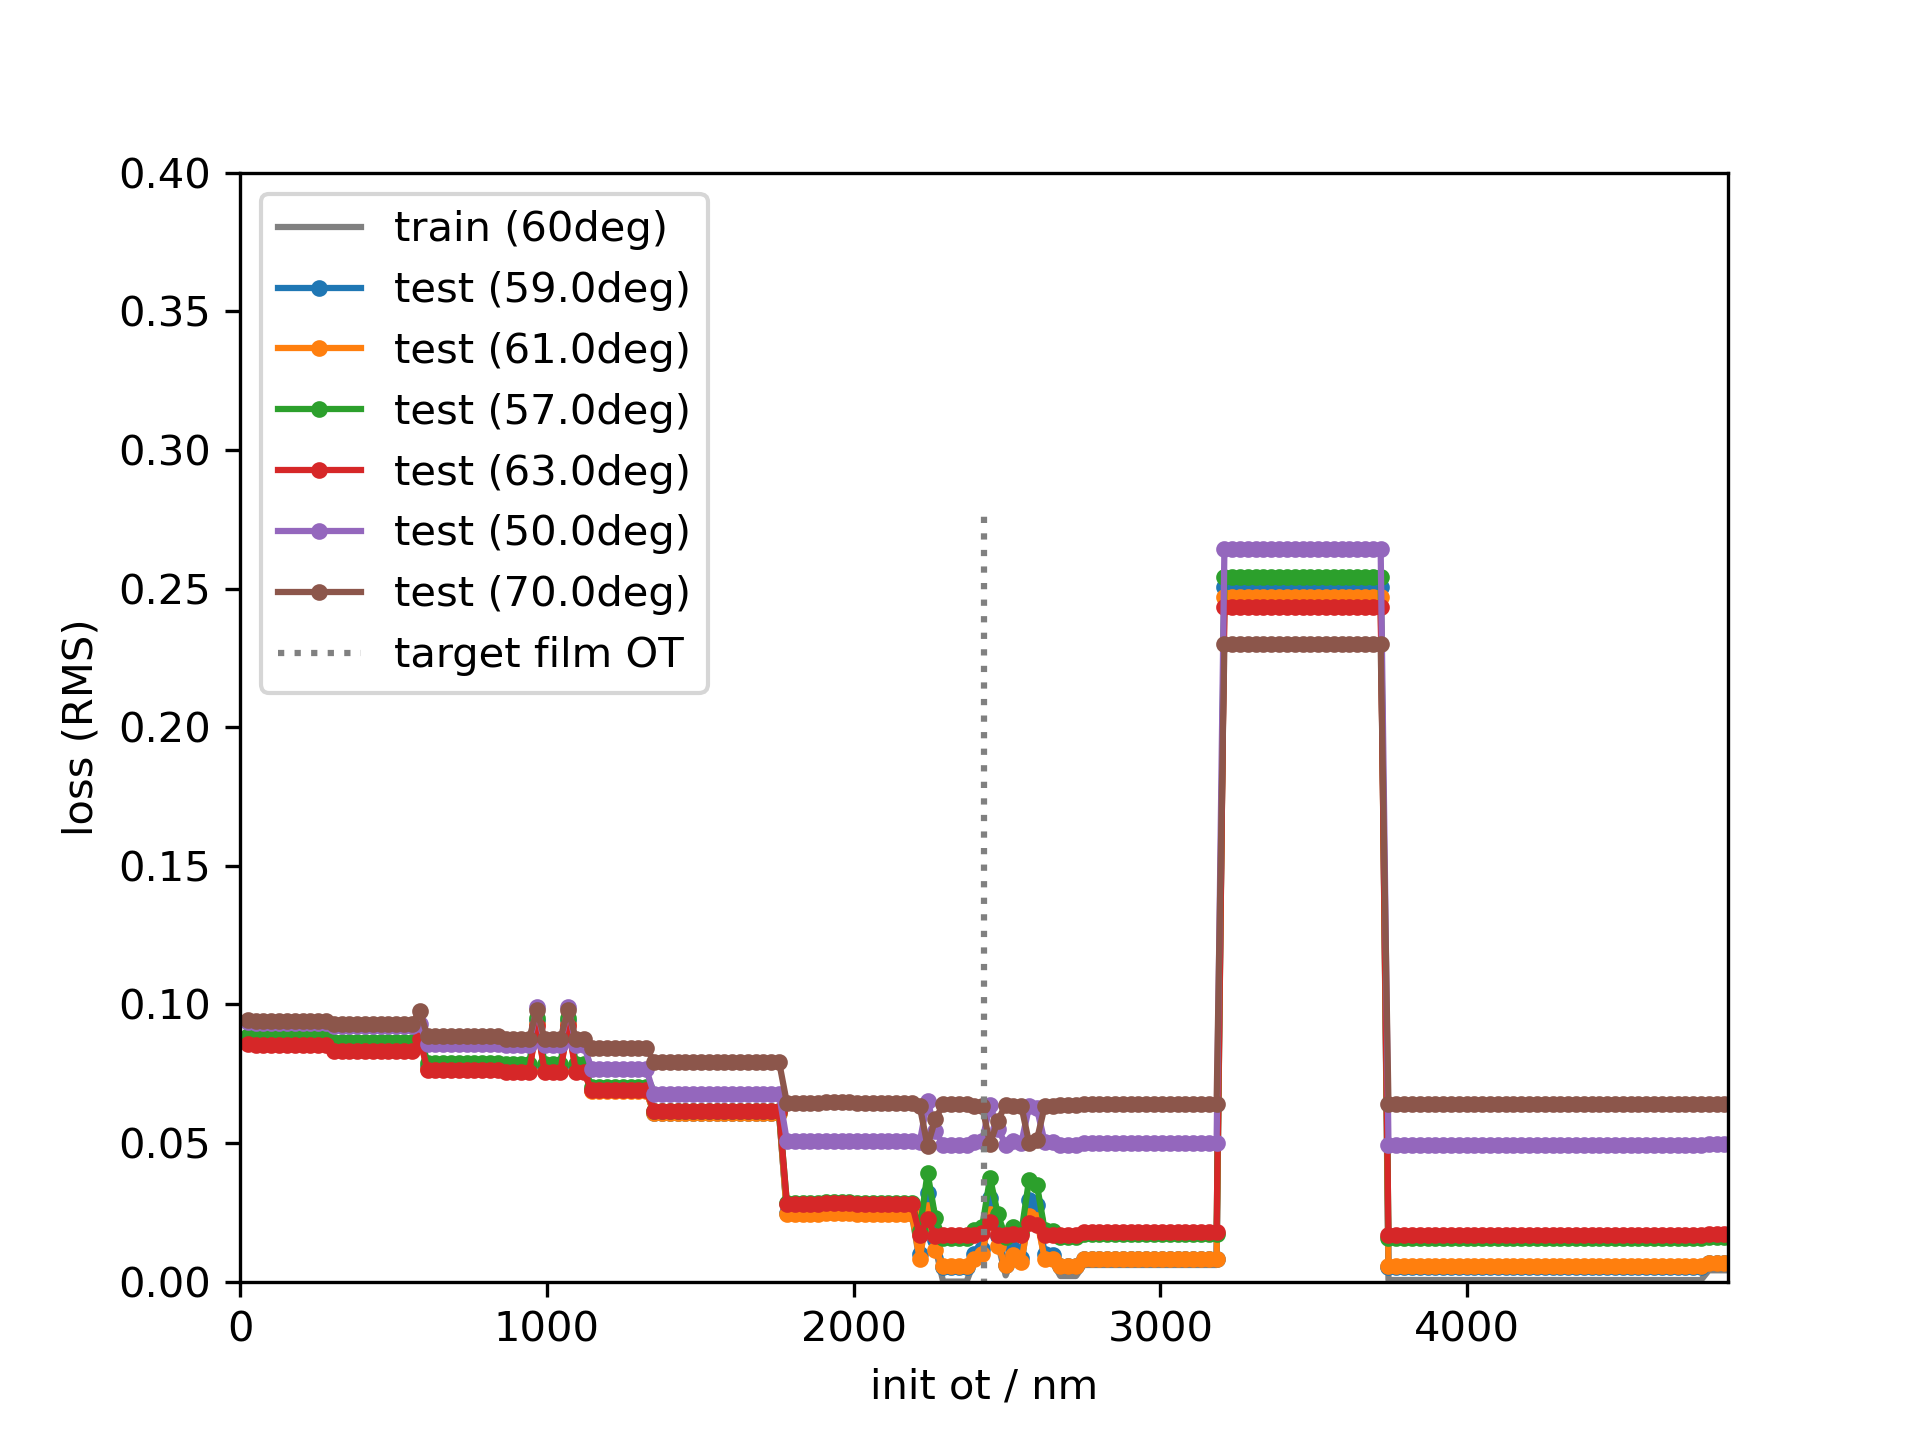 0.40
0.35
0.30
0.25
0.20
0.15
0.10
0.05
0.00
loss (RMS)
train (60deg)
test (59.0deg)
test (61.0deg)
test (57.0deg)
test (63.0deg)
test (50.0deg)
test (70.0deg)
target film OT
0 1000 2000 3000 4000
init ot / nm